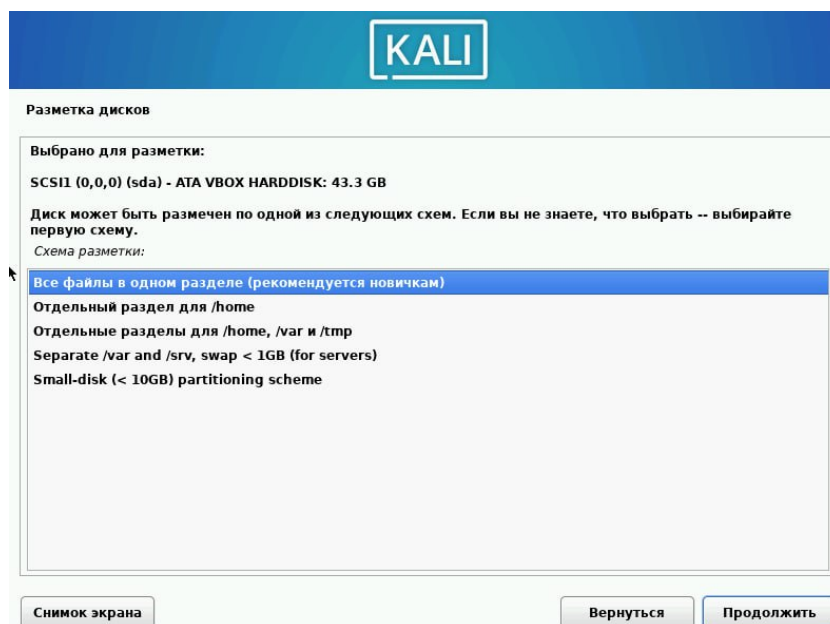 KALI
Разметка дисков
Выбрано для разметки:
SCSI1 (0,0,0) (sda) - ATA VBOX HARDDISK: 43.3 GB
Диск может быть размечен по одной из следующих схем. Если вы не знаете, что выбрать -- выбирайте
первую схему.
Схема разметки:
Все файлы в одном разделе (рекомендуется новичкам)
Отдельный раздел для /home
Отдельные разделы для /home, /var и /tmp
Separate /var and /srv, swap < 1GB (for servers)
Small-disk (< 10GB) partitioning scheme
Снимок экрана Вернуться Продолжить